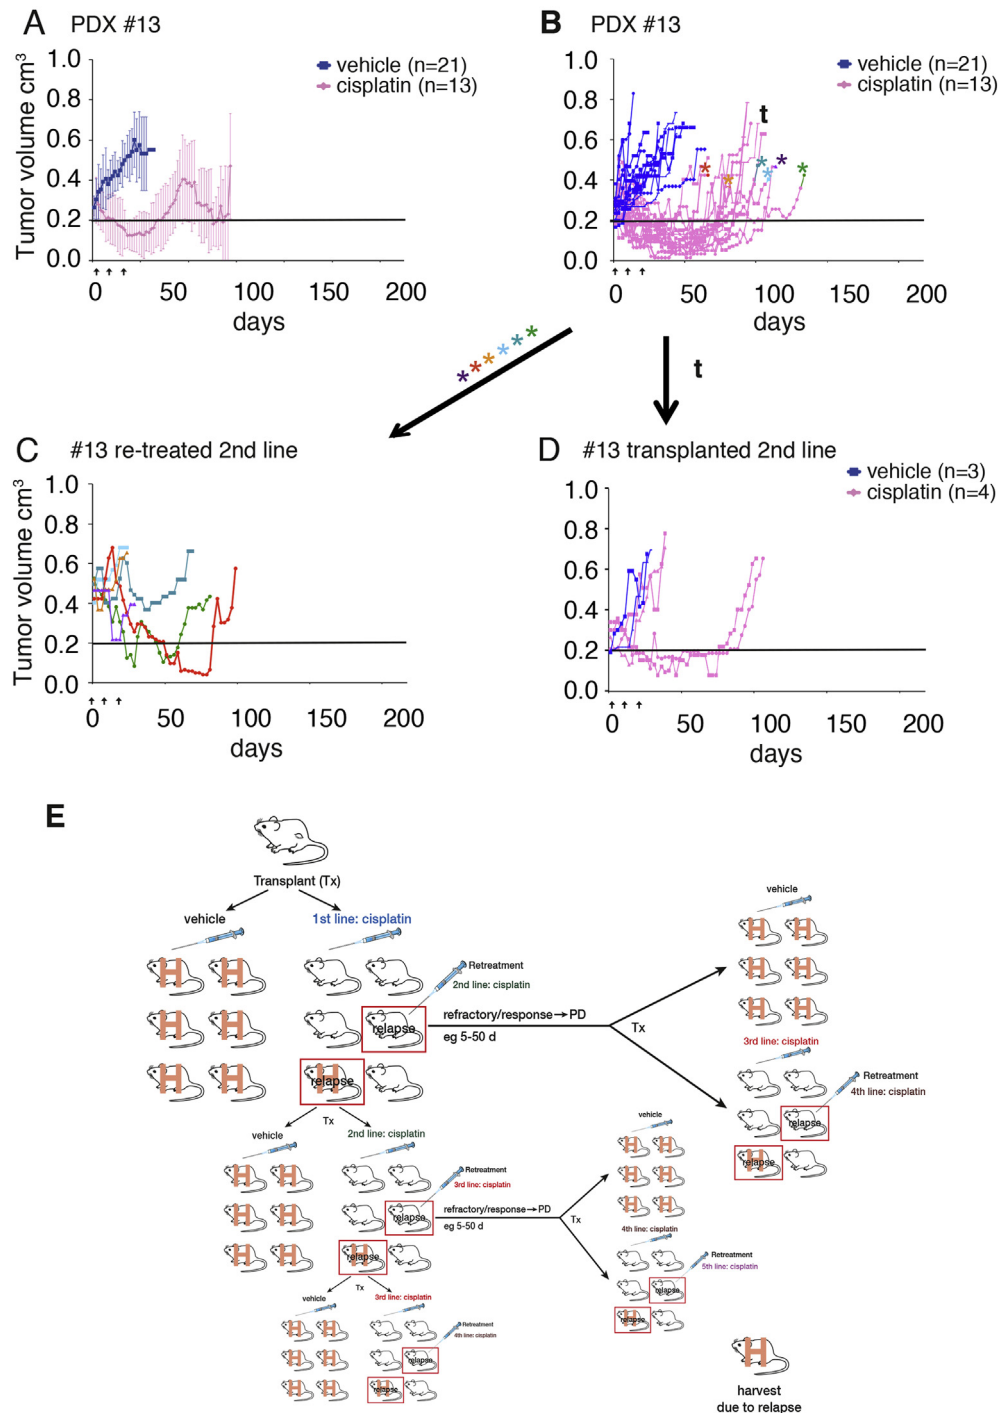 A PDX #13
vehicle (n=21)
cisplatin (n=13)
Tumor volume cm³
1.0
0.8
0.6
0.4
0.2
0.0
0 50 100 150 200
days
B PDX #13
vehicle (n=21)
cisplatin (n=13)
1.0
0.8
0.6
0.4
0.2
0.0
t
* * * * * *
0 50 100 150 200
days
* * * * * *
t
C #13 re-treated 2nd line
Tumor volume cm³
1.0
0.8
0.6
0.4
0.2
0.0
0 50 100 150 200
days
D #13 transplanted 2nd line
vehicle (n=3)
cisplatin (n=4)
1.0
0.8
0.6
0.4
0.2
0.0
0 50 100 150 200
days
E
Transplant (Tx)
vehicle
H H
H H
H H
1st line: cisplatin
Retreatment
2nd line: cisplatin
relapse
H
relapse
refractory/response→PD
eg 5-50 d
Tx
vehicle
H H
H H
H H
3rd line: cisplatin
Retreatment
4th line: cisplatin
relapse
H
relapse
Tx
vehicle
H H
H H
H H
2nd line: cisplatin
Retreatment
3rd line: cisplatin
relapse
H
relapse
refractory/response→PD
eg 5-50 d
Tx
vehicle
H H
H H
H H
4th line: cisplatin
Retreatment
5th line: cisplatin
relapse
H
relapse
Tx
vehicle
H H
H H
H H
3rd line: cisplatin
Retreatment
4th line: cisplatin
relapse
H
relapse
H
harvest
due to relapse